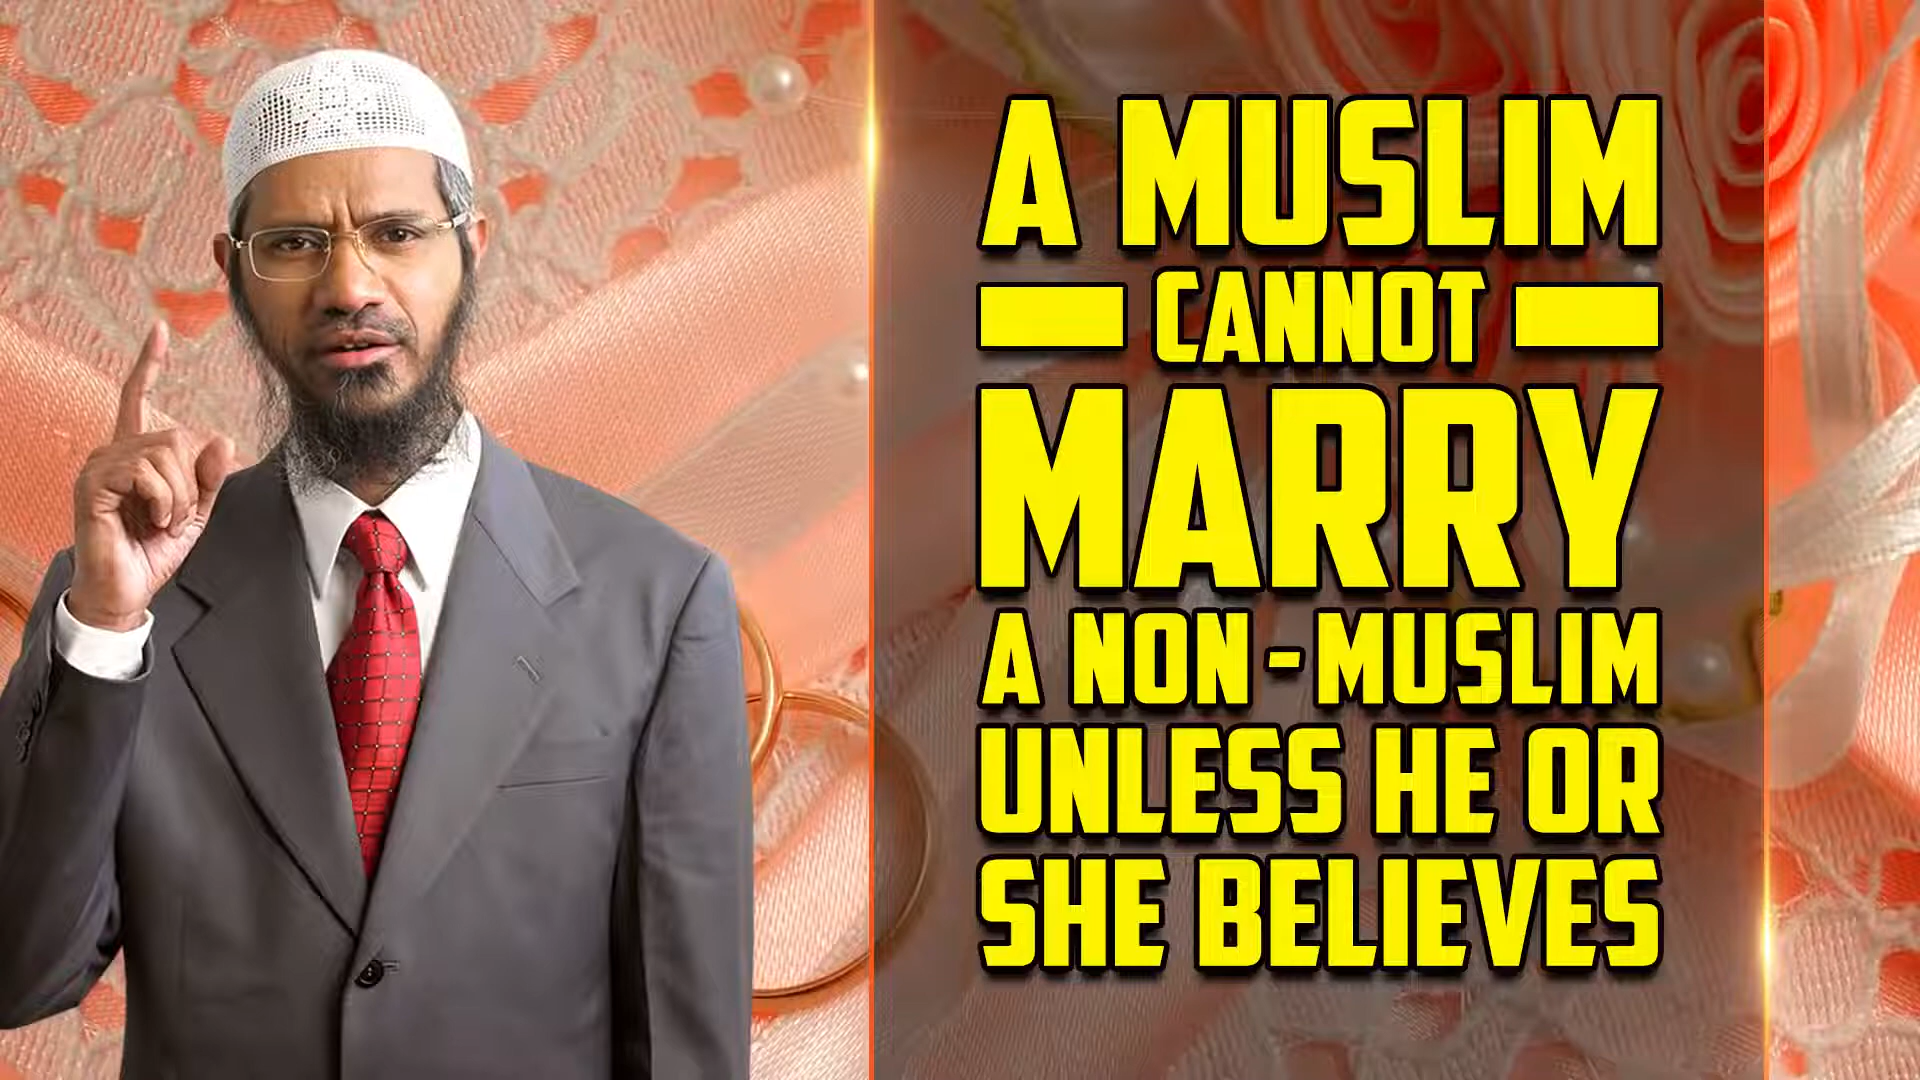 A MUSLIM
CANNOT
MARRY
A NON-MUSLIM
UNLESS HE OR
SHE BELIEVES